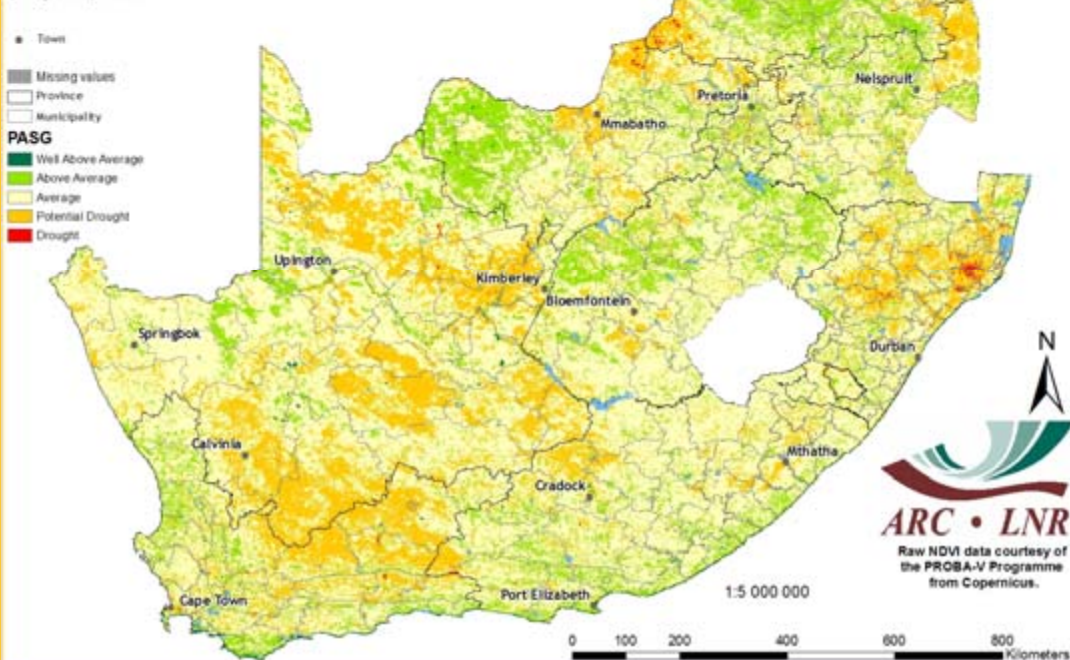 Town
Missing values
Province
Municipality
PASG
Well Above Average
Above Average
Average
Potential Drought
Drought
Nelspruit
Pretoria
Mmabatho
Upington
Kimberley
Bloemfontein
Springbok
Durban
N
Calvinia
Mthatha
Cradock
ARC • LNR
Raw NDVI data courtesy of
the PROBA-V Programme
from Copernicus.
1:5 000 000
Port Elizabeth
Cape Town
0 100 200 400 600 800
Kilometers